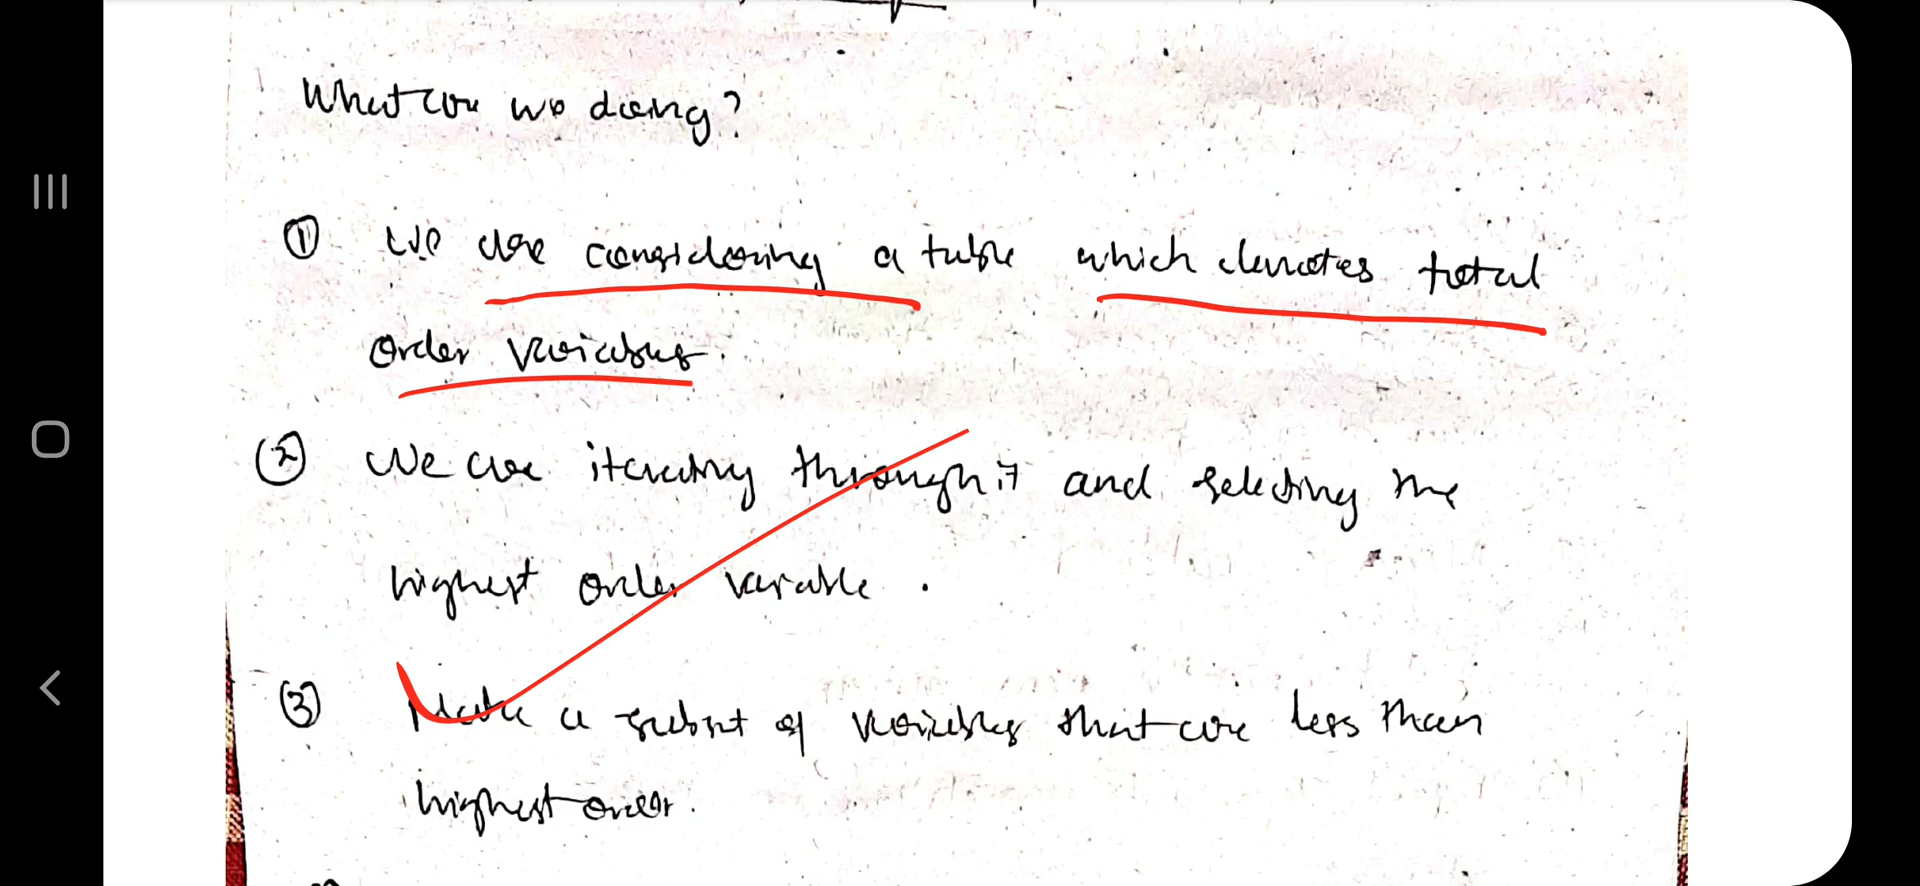 What are we doing?
① We are considering a table which denotes total
order variables.
② We are iterating through it and selecting the
highest order variable.
③ Make a subset of variables that are less than
highest order.